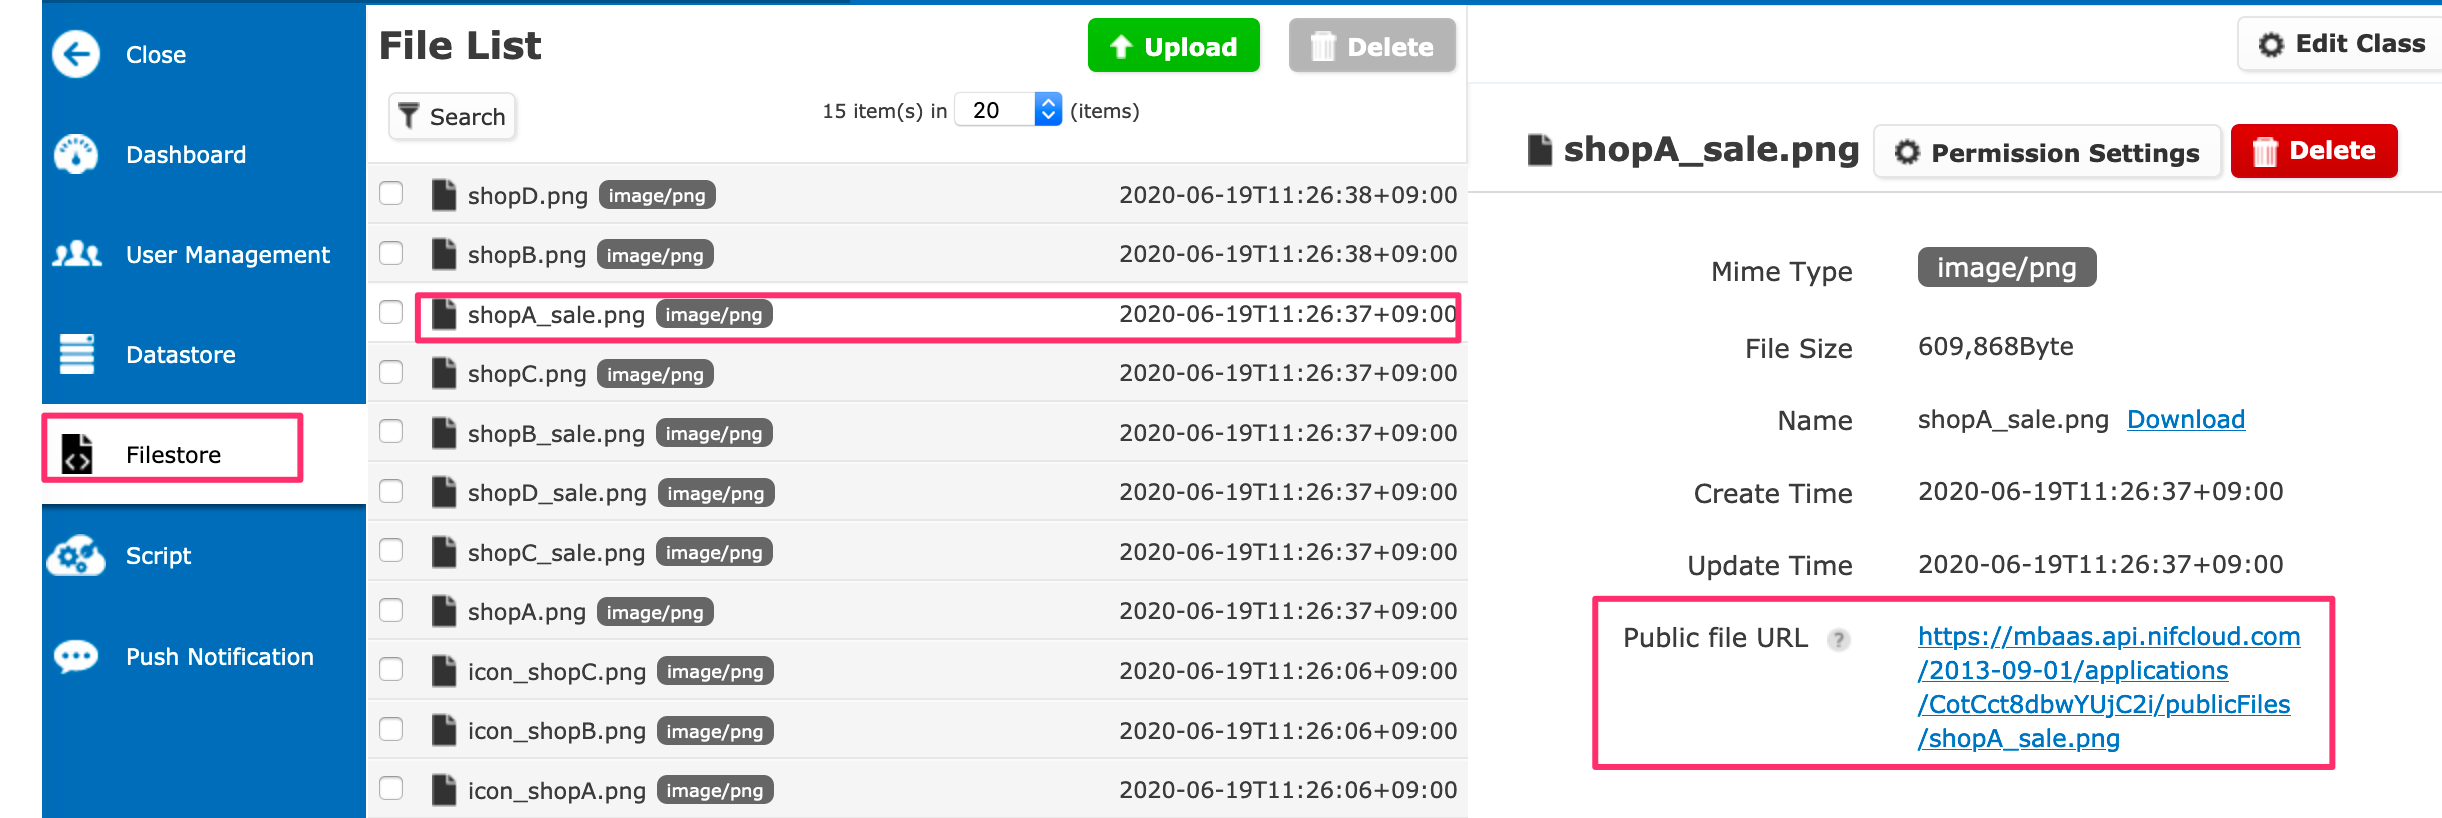 Close
Dashboard
User Management
Datastore
Filestore
Script
Push Notification
File List
Upload
Delete
Search
15 item(s) in 20 (items)
shopD.png image/png 2020-06-19T11:26:38+09:00
shopB.png image/png 2020-06-19T11:26:38+09:00
shopA_sale.png image/png 2020-06-19T11:26:37+09:00
shopC.png image/png 2020-06-19T11:26:37+09:00
shopB_sale.png image/png 2020-06-19T11:26:37+09:00
shopD_sale.png image/png 2020-06-19T11:26:37+09:00
shopC_sale.png image/png 2020-06-19T11:26:37+09:00
shopA.png image/png 2020-06-19T11:26:37+09:00
icon_shopC.png image/png 2020-06-19T11:26:06+09:00
icon_shopB.png image/png 2020-06-19T11:26:06+09:00
icon_shopA.png image/png 2020-06-19T11:26:06+09:00
Edit Class
shopA_sale.png Permission Settings Delete
Mime Type image/png
File Size 609,868Byte
Name shopA_sale.png Download
Create Time 2020-06-19T11:26:37+09:00
Update Time 2020-06-19T11:26:37+09:00
Public file URL ? https://mbaas.api.nifcloud.com
/2013-09-01/applications
/CotCct8dbwYUjC2i/publicFiles
/shopA_sale.png